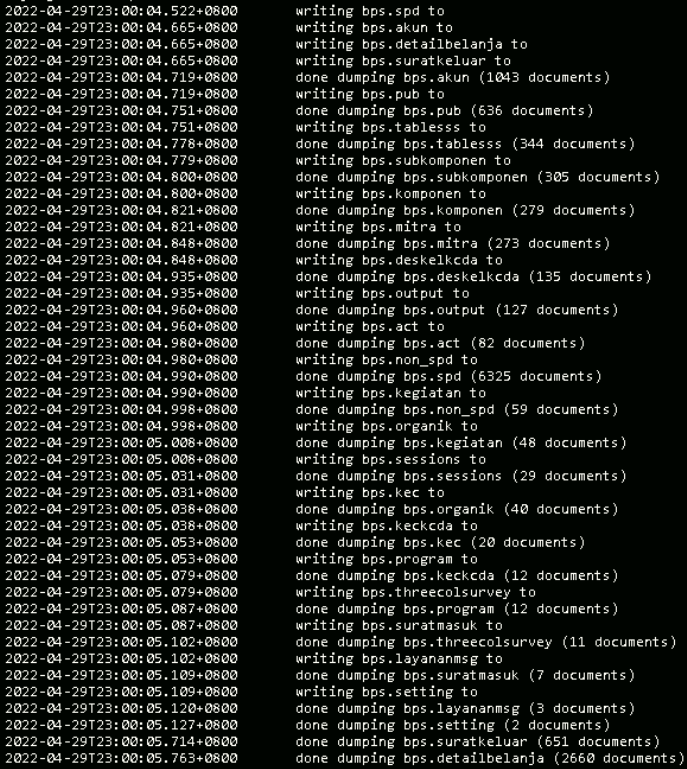 2022-04-29T23:00:04.522+0800 writing bps.spd to
2022-04-29T23:00:04.665+0800 writing bps.akun to
2022-04-29T23:00:04.665+0800 writing bps.detailbelanja to
2022-04-29T23:00:04.665+0800 writing bps.suratkeluar to
2022-04-29T23:00:04.719+0800 done dumping bps.akun (1043 documents)
2022-04-29T23:00:04.719+0800 writing bps.pub to
2022-04-29T23:00:04.751+0800 done dumping bps.pub (636 documents)
2022-04-29T23:00:04.751+0800 writing bps.tablesss to
2022-04-29T23:00:04.778+0800 done dumping bps.tablesss (344 documents)
2022-04-29T23:00:04.779+0800 writing bps.subkomponen to
2022-04-29T23:00:04.800+0800 done dumping bps.subkomponen (305 documents)
2022-04-29T23:00:04.800+0800 writing bps.komponen to
2022-04-29T23:00:04.821+0800 done dumping bps.komponen (279 documents)
2022-04-29T23:00:04.821+0800 writing bps.mitra to
2022-04-29T23:00:04.848+0800 done dumping bps.mitra (273 documents)
2022-04-29T23:00:04.848+0800 writing bps.deskelkcda to
2022-04-29T23:00:04.935+0800 done dumping bps.deskelkcda (135 documents)
2022-04-29T23:00:04.935+0800 writing bps.output to
2022-04-29T23:00:04.960+0800 done dumping bps.output (127 documents)
2022-04-29T23:00:04.960+0800 writing bps.act to
2022-04-29T23:00:04.980+0800 done dumping bps.act (82 documents)
2022-04-29T23:00:04.980+0800 writing bps.non_spd to
2022-04-29T23:00:04.990+0800 done dumping bps.spd (6325 documents)
2022-04-29T23:00:04.990+0800 writing bps.kegiatan to
2022-04-29T23:00:04.998+0800 done dumping bps.non_spd (59 documents)
2022-04-29T23:00:04.998+0800 writing bps.organik to
2022-04-29T23:00:05.008+0800 done dumping bps.kegiatan (48 documents)
2022-04-29T23:00:05.008+0800 writing bps.sessions to
2022-04-29T23:00:05.031+0800 done dumping bps.sessions (29 documents)
2022-04-29T23:00:05.031+0800 writing bps.kec to
2022-04-29T23:00:05.038+0800 done dumping bps.organik (40 documents)
2022-04-29T23:00:05.038+0800 writing bps.keckcda to
2022-04-29T23:00:05.053+0800 done dumping bps.kec (20 documents)
2022-04-29T23:00:05.053+0800 writing bps.program to
2022-04-29T23:00:05.079+0800 done dumping bps.keckcda (12 documents)
2022-04-29T23:00:05.079+0800 writing bps.threecolsurvey to
2022-04-29T23:00:05.087+0800 done dumping bps.program (12 documents)
2022-04-29T23:00:05.087+0800 writing bps.suratmasuk to
2022-04-29T23:00:05.102+0800 done dumping bps.threecolsurvey (11 documents)
2022-04-29T23:00:05.102+0800 writing bps.layananmsg to
2022-04-29T23:00:05.109+0800 done dumping bps.suratmasuk (7 documents)
2022-04-29T23:00:05.109+0800 writing bps.setting to
2022-04-29T23:00:05.120+0800 done dumping bps.layananmsg (3 documents)
2022-04-29T23:00:05.127+0800 done dumping bps.setting (2 documents)
2022-04-29T23:00:05.714+0800 done dumping bps.suratkeluar (651 documents)
2022-04-29T23:00:05.763+0800 done dumping bps.detailbelanja (2660 documents)